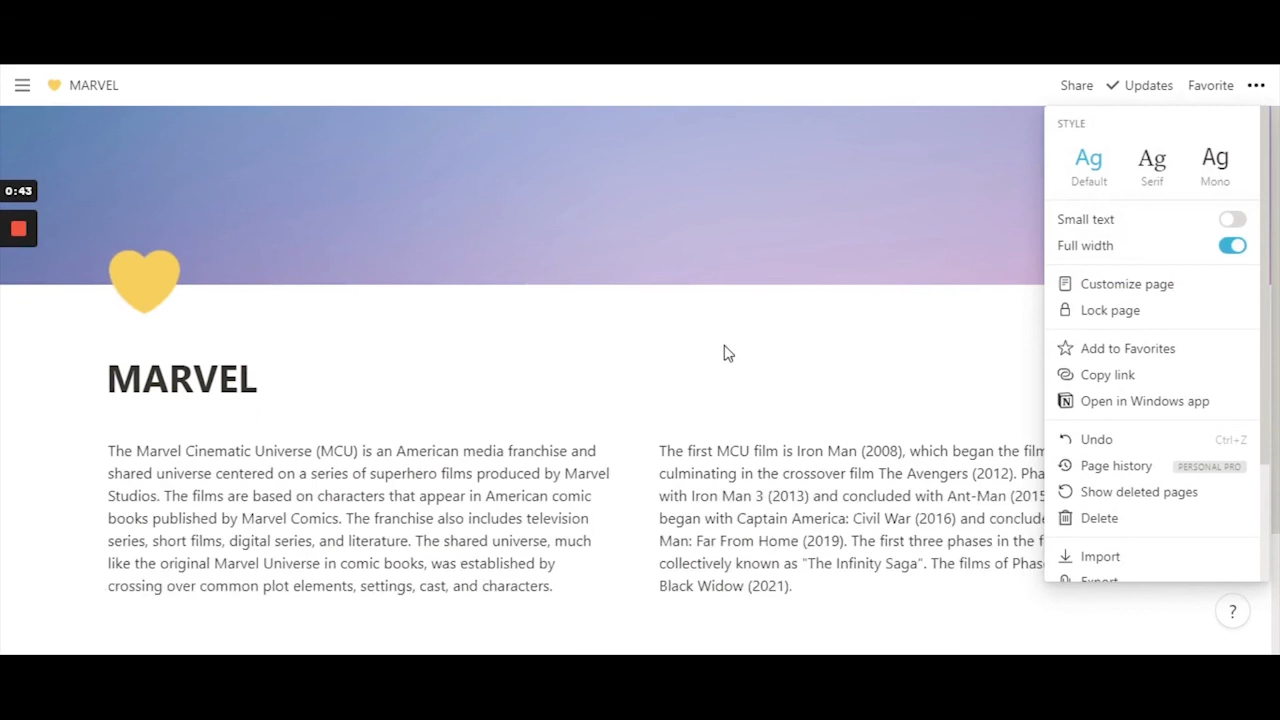 MARVEL
Share
Updates
Favorite
STYLE
Ag
Ag
Ag
Default
Serif
Mono
0:43
Small text
Full width
Customize page
Lock page
Add to Favorites
Copy link
Open in Windows app
Undo
Ctrl+Z
Page history
PERSONAL PRO
Show deleted pages
Delete
Import
Export
MARVEL
The Marvel Cinematic Universe (MCU) is an American media franchise and
shared universe centered on a series of superhero films produced by Marvel
Studios. The films are based on characters that appear in American comic
books published by Marvel Comics. The franchise also includes television
series, short films, digital series, and literature. The shared universe, much
like the original Marvel Universe in comic books, was established by
crossing over common plot elements, settings, cast, and characters.
The first MCU film is Iron Man (2008), which began the film
culminating in the crossover film The Avengers (2012). Pha
with Iron Man 3 (2013) and concluded with Ant-Man (2015
began with Captain America: Civil War (2016) and conclude
Man: Far From Home (2019). The first three phases in the f
collectively known as "The Infinity Saga". The films of Phase
Black Widow (2021).
?